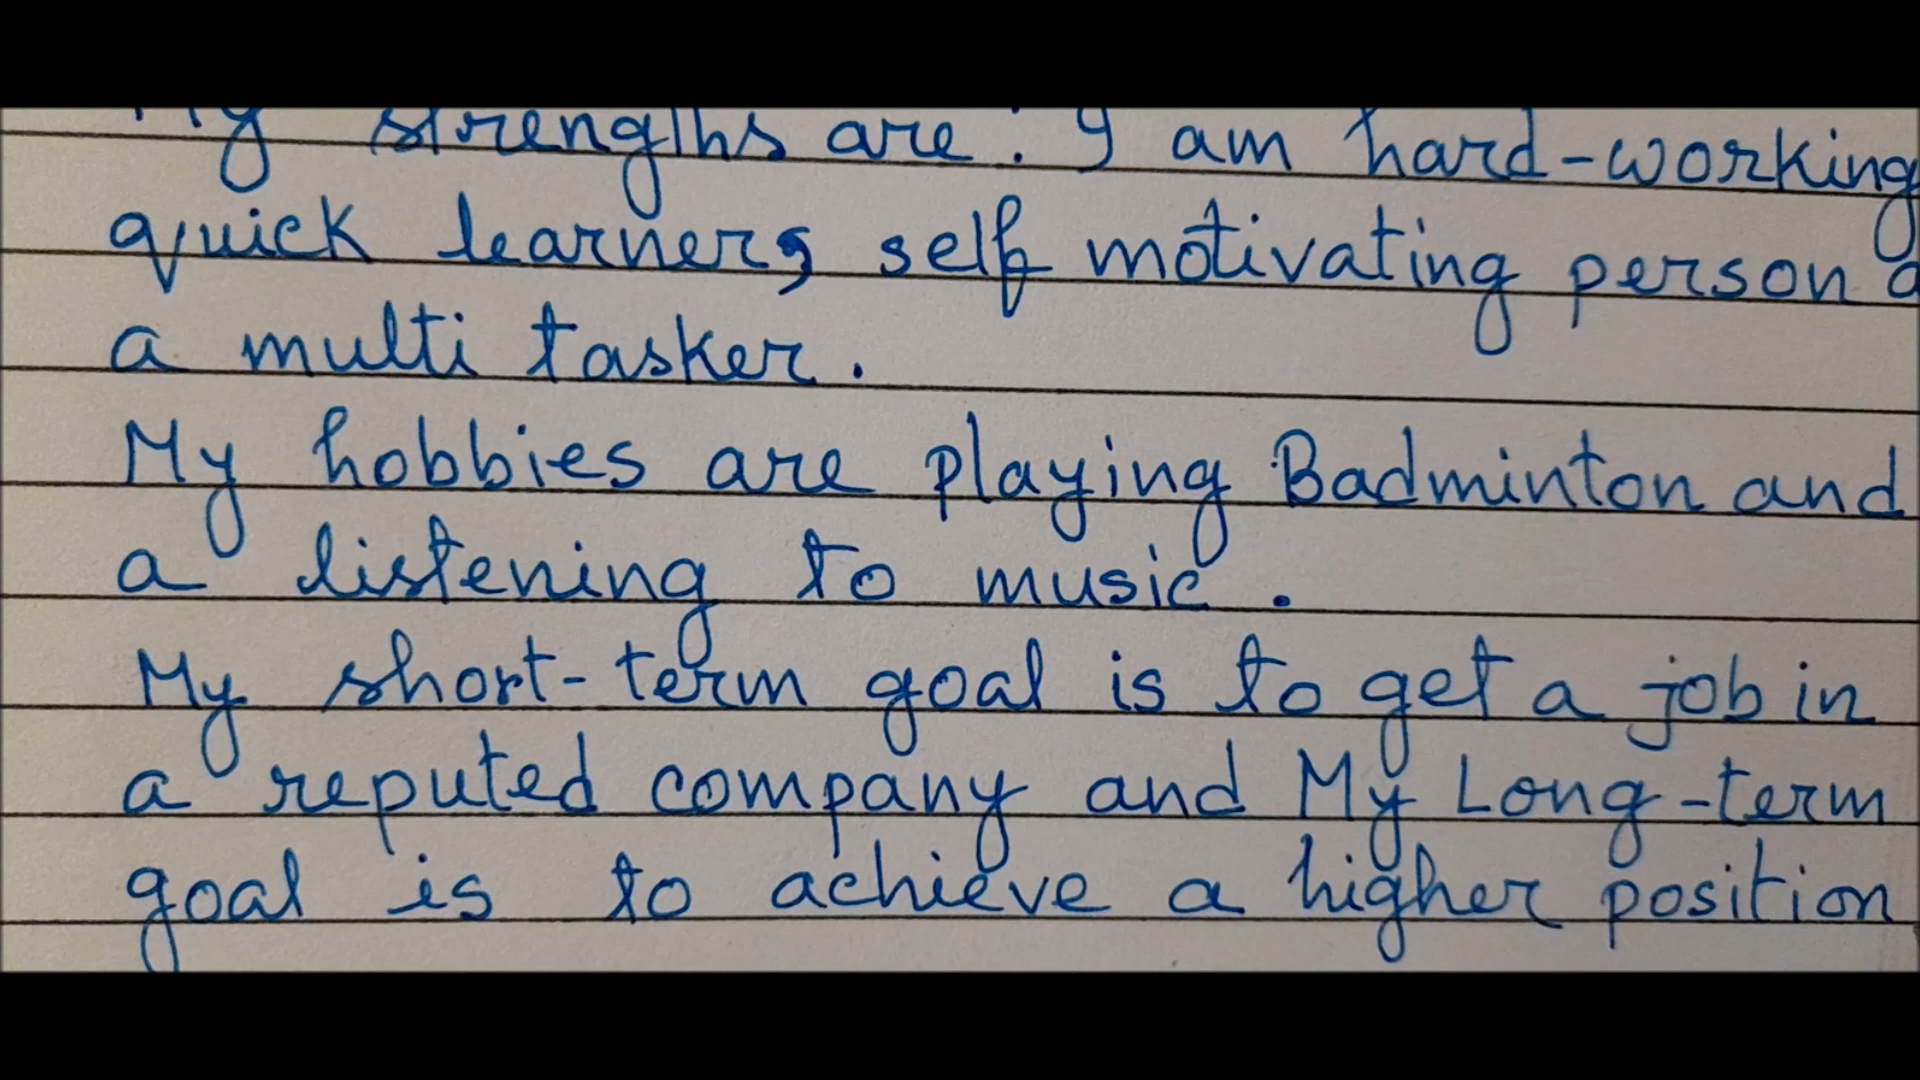 My strengths are: I am hard-working
quick learners, self motivating person
a multi tasker.
My hobbies are playing Badminton and
a listening to music.
My short-term goal is to get a job in
a reputed company and My Long-term
goal is to achieve a higher position